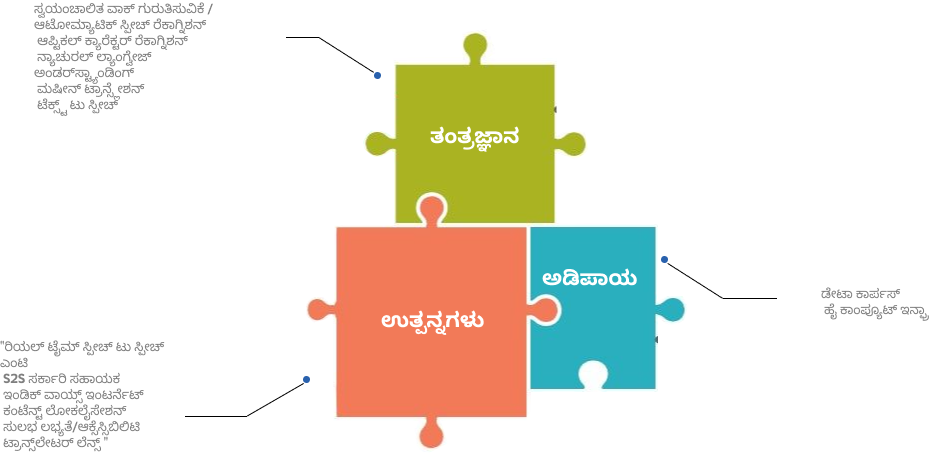 ಸ್ವಯಂಚಾಲಿತ ವಾಕ್ ಗುರುತಿಸುವಿಕೆ /
ಆಟೋಮ್ಯಾಟಿಕ್ ಸ್ಪೀಚ್ ರೆಕಾಗ್ನಿಶನ್
ಆಪ್ಟಿಕಲ್ ಕ್ಯಾರೆಕ್ಟರ್ ರೆಕಾಗ್ನಿಶನ್
ನ್ಯಾಚುರಲ್ ಲ್ಯಾಂಗ್ವೇಜ್
ಅಂಡರ್‌ಸ್ಟ್ಯಾಂಡಿಂಗ್
ಮಷೀನ್ ಟ್ರಾನ್ಸ್ಲೇಶನ್
ಟೆಕ್ಸ್ಟ್ ಟು ಸ್ಪೀಚ್
ತಂತ್ರಜ್ಞಾನ
ಅಡಿಪಾಯ
ಡೇಟಾ ಕಾರ್ಪಸ್
ಹೈ ಕಾಂಪ್ಯೂಟ್ ಇನ್ಫ್ರಾ
ಉತ್ಪನ್ನಗಳು
"ರಿಯಲ್ ಟೈಮ್ ಸ್ಪೀಚ್ ಟು ಸ್ಪೀಚ್
ಎಂಟಿ
S2S ಸರ್ಕಾರಿ ಸಹಾಯಕ
ಇಂಡಿಕ್ ವಾಯ್ಸ್ ಇಂಟರ್ನೆಟ್
ಕಂಟೆನ್ಟ್ ಲೋಕಲೈಸೇಶನ್
ಸುಲಭ ಲಭ್ಯತೆ/ಆಕ್ಸೆಸ್ಸಿಬಿಲಿಟಿ
ಟ್ರಾನ್ಸ್‌ಲೇಟರ್ ಲೆನ್ಸ್ "